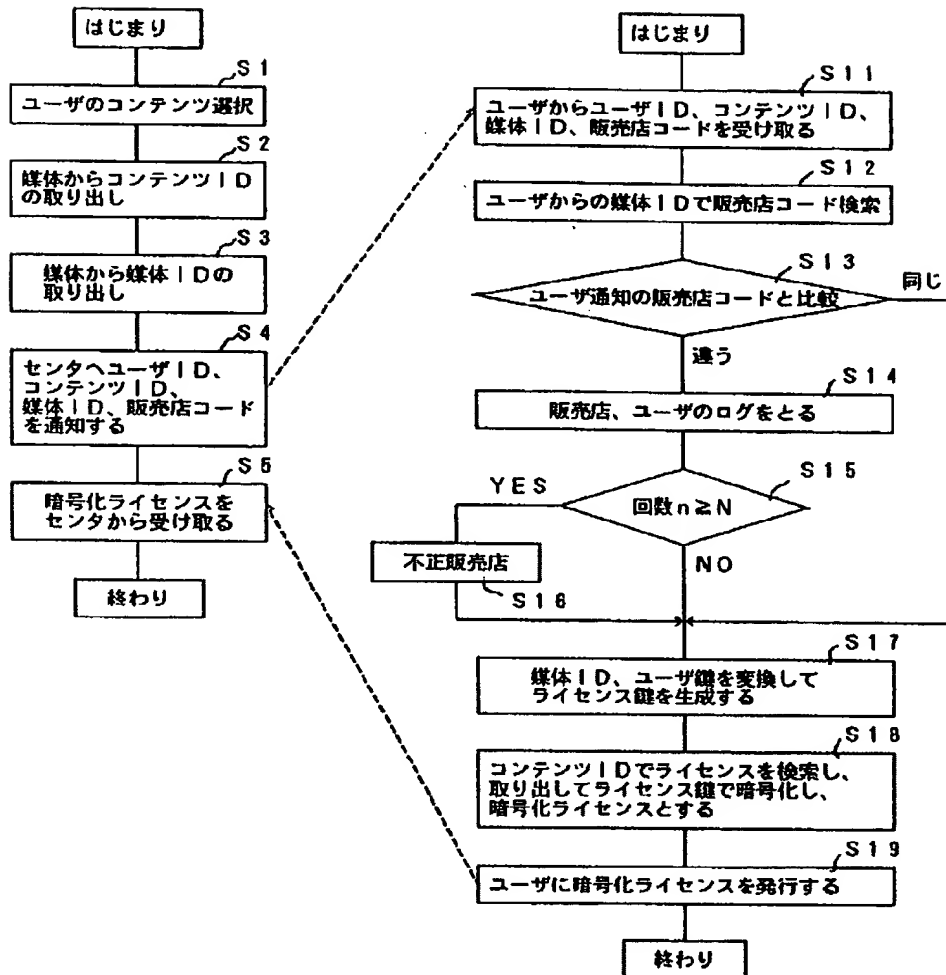 はじまり
S1
ユーザのコンテンツ選択
S2
媒体からコンテンツID
の取り出し
S3
媒体から媒体IDの
取り出し
S4
センタへユーザID、
コンテンツID、
媒体ID、販売店コード
を通知する
S5
暗号化ライセンスを
センタから受け取る
終わり
はじまり
S11
ユーザからユーザID、コンテンツID、
媒体ID、販売店コードを受け取る
S12
ユーザからの媒体IDで販売店コード検索
S13
ユーザ通知の販売店コードと比較
同じ
違う
S14
販売店、ユーザのログをとる
S15
回数n≧N
YES
NO
不正販売店
S16
S17
媒体ID、ユーザ鍵を変換して
ライセンス鍵を生成する
S18
コンテンツIDでライセンスを検索し、
取り出してライセンス鍵で暗号化し、
暗号化ライセンスとする
S19
ユーザに暗号化ライセンスを発行する
終わり